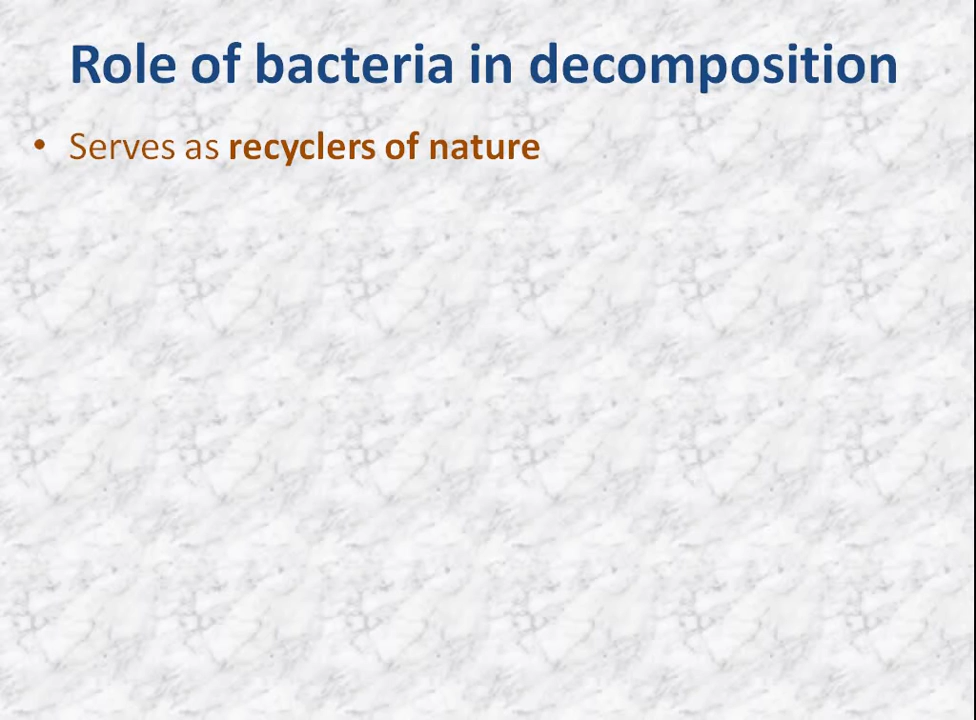 Role of bacteria in decomposition
• Serves as recyclers of nature